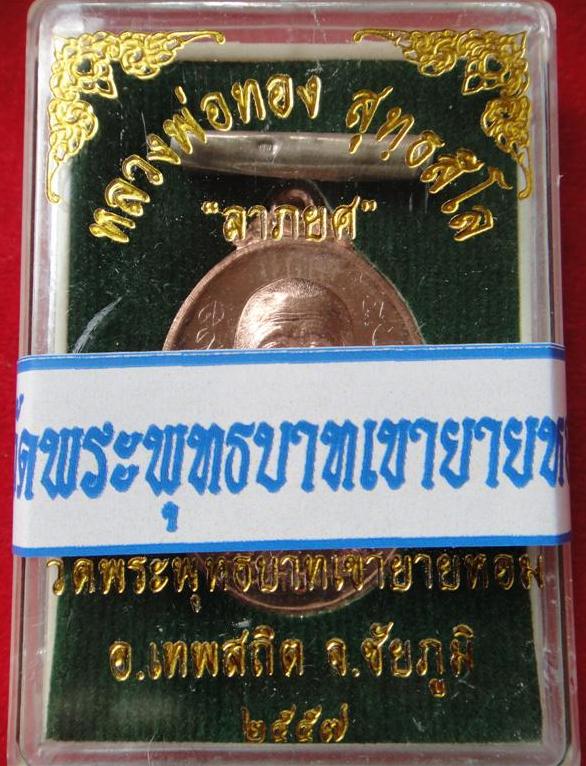 หลวงพ่อทอง สุทธสีโล
"ลาภยศ"
วัดพระพุทธบาทเขายายหอม
วัดพระพุทธบาทเขายายหอม
อ.เทพสถิต จ.ชัยภูมิ
๒๕๕๗